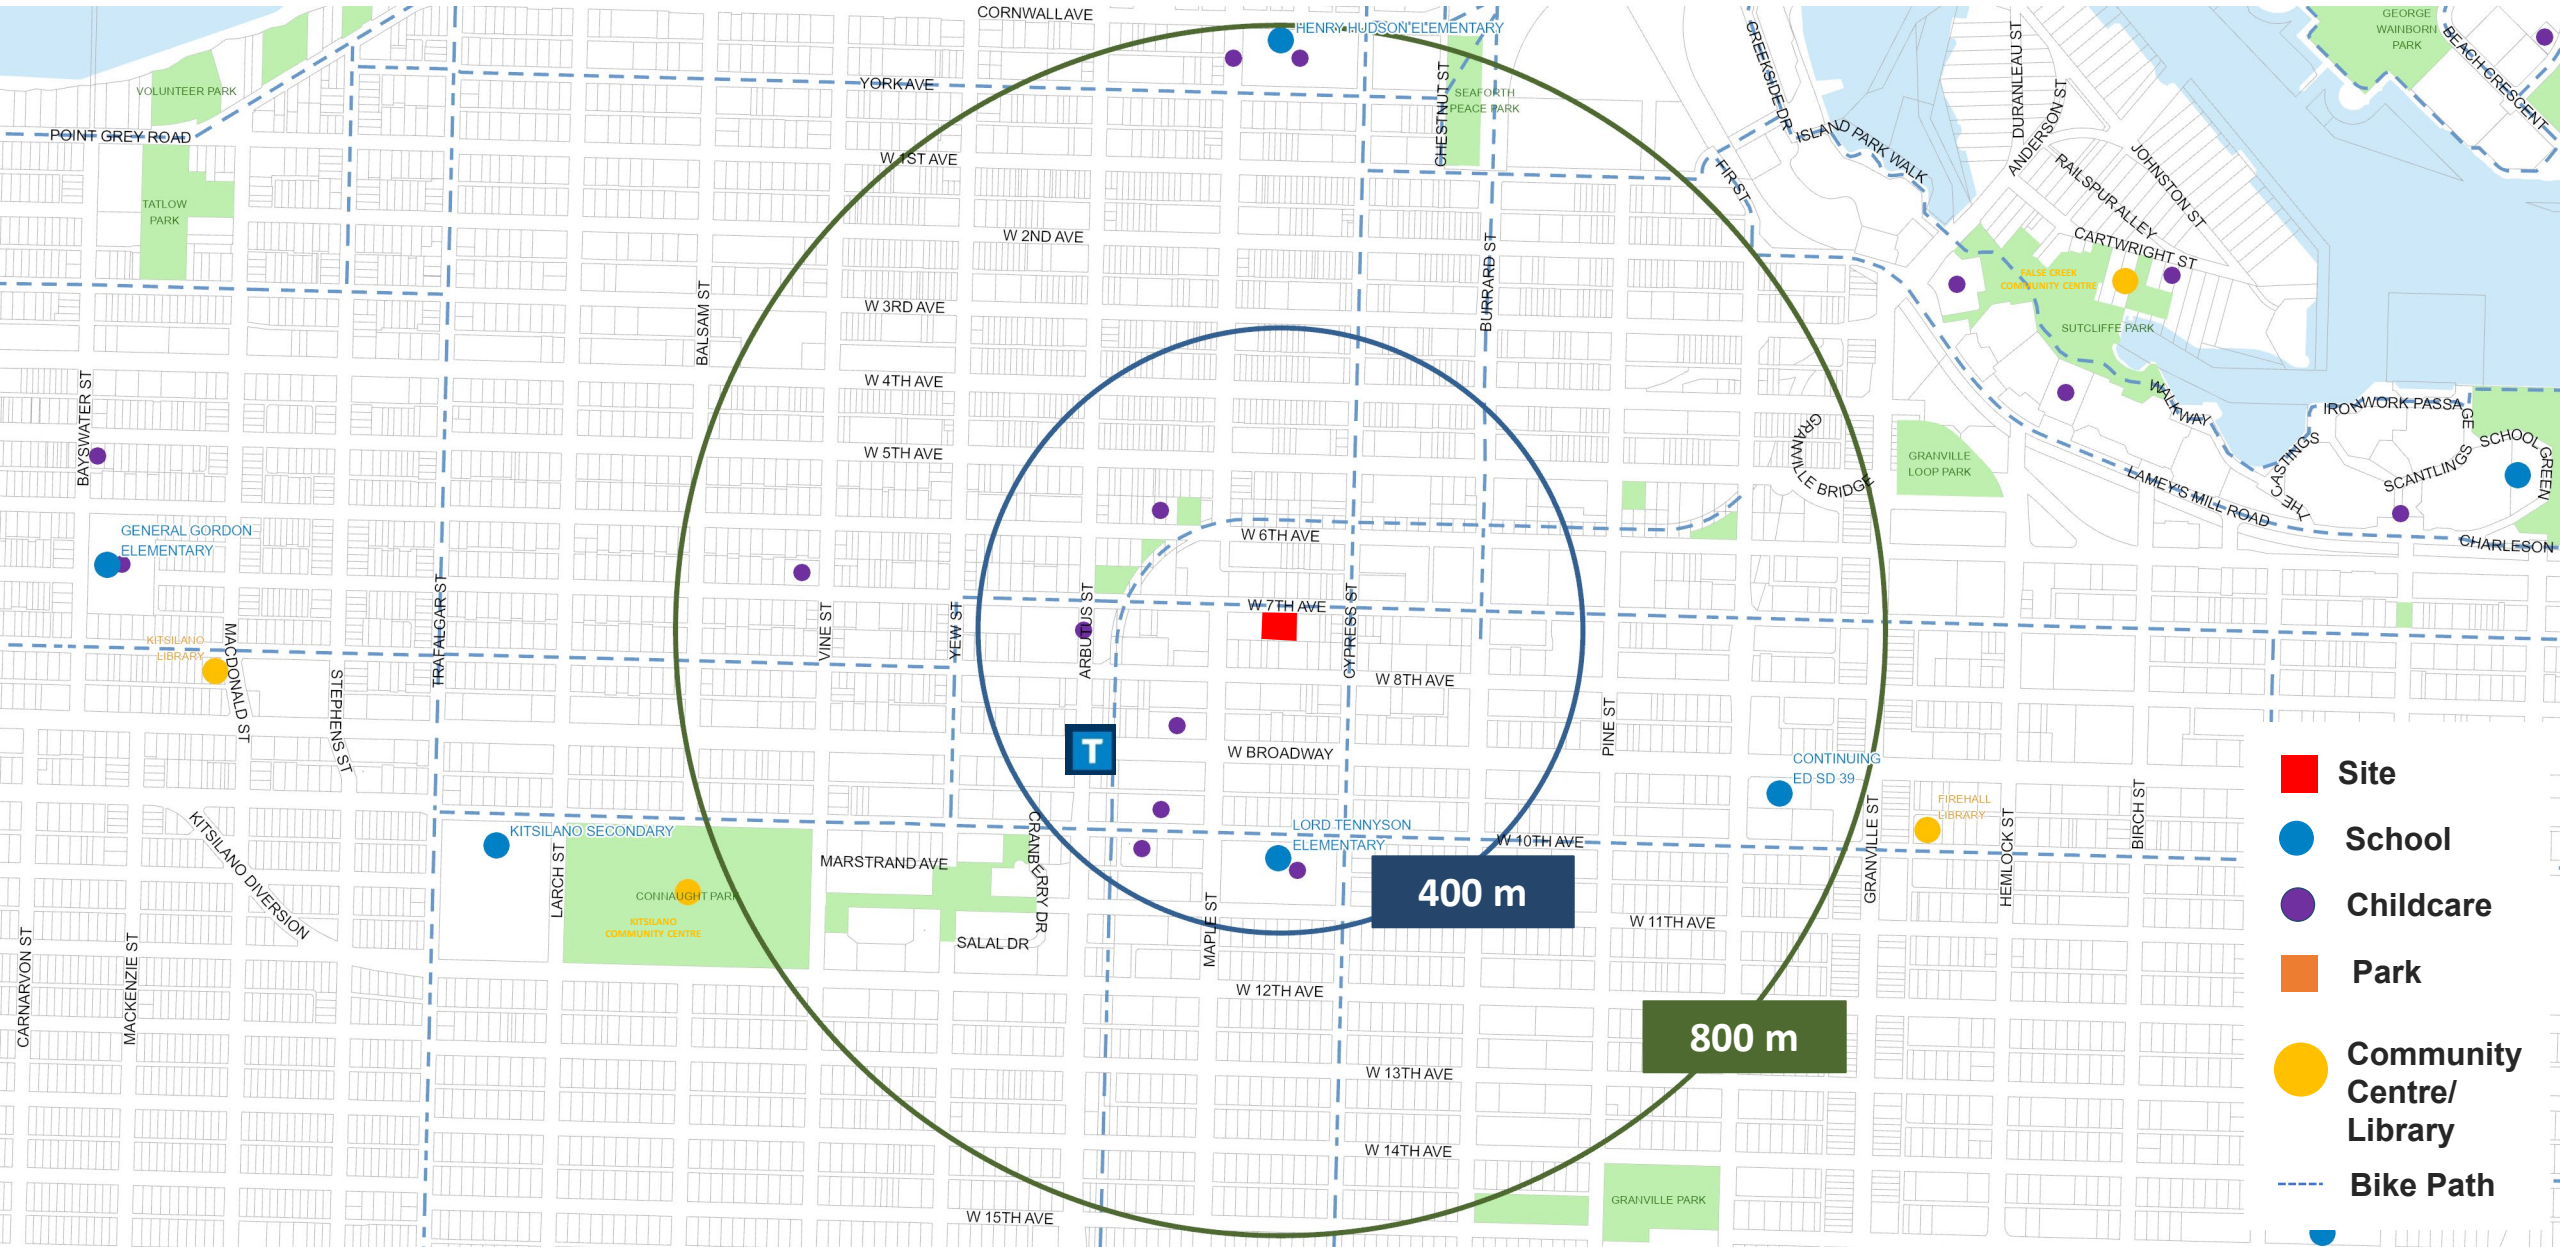 CORNWALL AVE
HENRY HUDSON ELEMENTARY
GEORGE
WAINBORN
PARK
BEACH CRESCENT
CREEKSIDE DR
DURANLEAU ST
ANDERSON ST
VOLUNTEER PARK
YORK AVE
CHESTNUT ST
SEAFORTH
PEACE PARK
ISLAND PARK WALK
POINT GREY ROAD
W 1ST AVE
FIR ST
RAILSPUR ALLEY
JOHNSTON ST
TATLOW
PARK
W 2ND AVE
BURRARD ST
CARTWRIGHT ST
FALSE CREEK
COMMUNITY CENTRE
BALSAM ST
W 3RD AVE
SUTCLIFFE PARK
BAYSWATER ST
W 4TH AVE
WALKWAY
IRONWORK PASSAGE
GRANVILLE BRIDGE
W 5TH AVE
GRANVILLE
LOOP PARK
LAMEY'S MILL ROAD
THE CASTINGS
SCANTLINGS
SCHOOL GREEN
GENERAL GORDON
ELEMENTARY
W 6TH AVE
CHARLESON
TRAFALGAR ST
VINE ST
YEW ST
ARBUTUS ST
W 7TH AVE
CYPRESS ST
KITSILANO
LIBRARY
MACDONALD ST
STEPHENS ST
W 8TH AVE
PINE ST
T
W BROADWAY
CONTINUING
ED SD 39
Site
KITSILANO DIVERSION
KITSILANO SECONDARY
LARCH ST
MARSTRAND AVE
CRANBERRY DR
LORD TENNYSON
ELEMENTARY
W 10TH AVE
GRANVILLE ST
FIREHALL
LIBRARY
HEMLOCK ST
BIRCH ST
School
CONNAUGHT PARK
KITSILANO
COMMUNITY CENTRE
SALAL DR
MAPLE ST
400 m
W 11TH AVE
Childcare
CARNARVON ST
MACKENZIE ST
W 12TH AVE
Park
800 m
W 13TH AVE
Community
Centre/
Library
W 14TH AVE
GRANVILLE PARK
Bike Path
W 15TH AVE